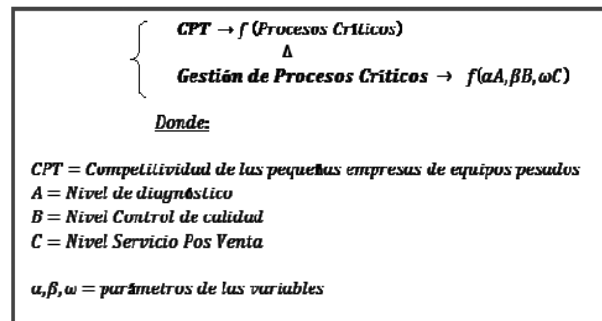 CPT → f (Procesos Críticos)
Δ
Gestión de Procesos Críticos → f(αA, βB, ωC)
Donde:
CPT = Competitividad de las pequeñas empresas de equipos pesados
A = Nivel de diagnóstico
B = Nivel Control de calidad
C = Nivel Servicio Pos Venta
α, β, ω = parámetros de las variables